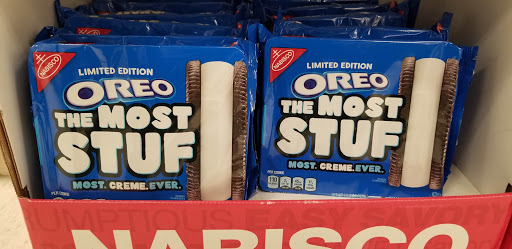 NABISCO
LIMITED EDITION
OREO
THE MOST
STUF
MOST. CREME. EVER.
NABISCO
LIMITED EDITION
OREO
THE MOST
STUF
MOST. CREME. EVER.
NABISCO